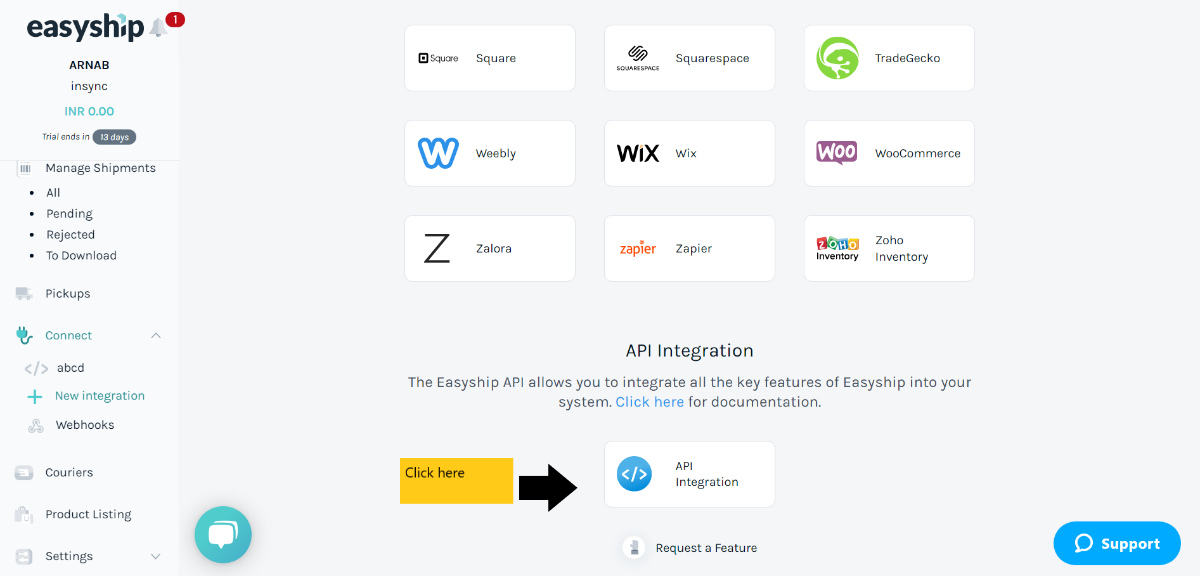 easyship
1
ARNAB
insync
INR 0.00
Trial ends in 13 days
Manage Shipments
All
Pending
Rejected
To Download
Pickups
Connect
</> abcd
New integration
Webhooks
Couriers
Product Listing
Settings
Square Square
SQUARESPACE Squarespace
TradeGecko
Weebly
WiX Wix
WOO WooCommerce
Zalora
zapier Zapier
ZOHO
Inventory
Zoho
Inventory
API Integration
The Easyship API allows you to integrate all the key features of Easyship into your
system. Click here for documentation.
Click here
</>
API
Integration
Request a Feature
Support